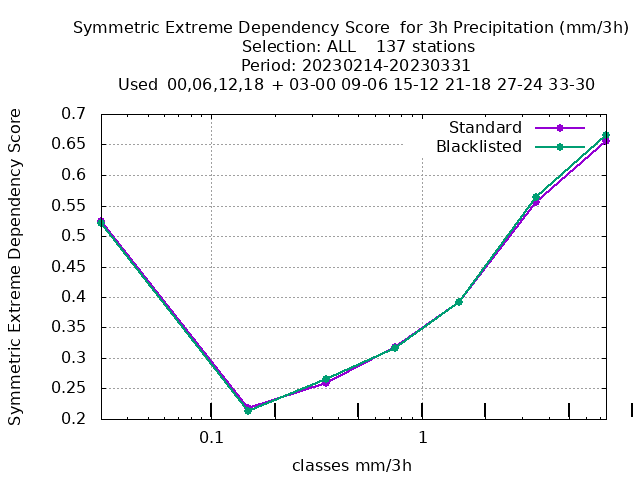 Symmetric Extreme Dependency Score  for 3h Precipitation (mm/3h)
Selection: ALL    137 stations
Period: 20230214-20230331
Used  00,06,12,18  + 03-00 09-06 15-12 21-18 27-24 33-30
Symmetric Extreme Dependency Score
0.7
0.65
0.6
0.55
0.5
0.45
0.4
0.35
0.3
0.25
0.2
Standard
Blacklisted
0.1
1
classes mm/3h